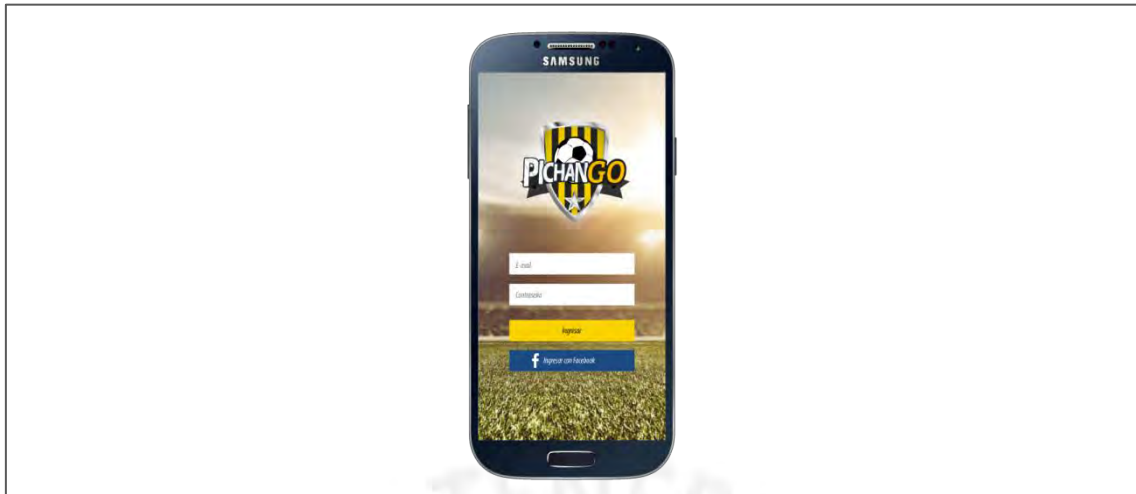 SAMSUNG
PICHANGO
E-mail
Contraseña
Ingresar
f Ingresar con Facebook